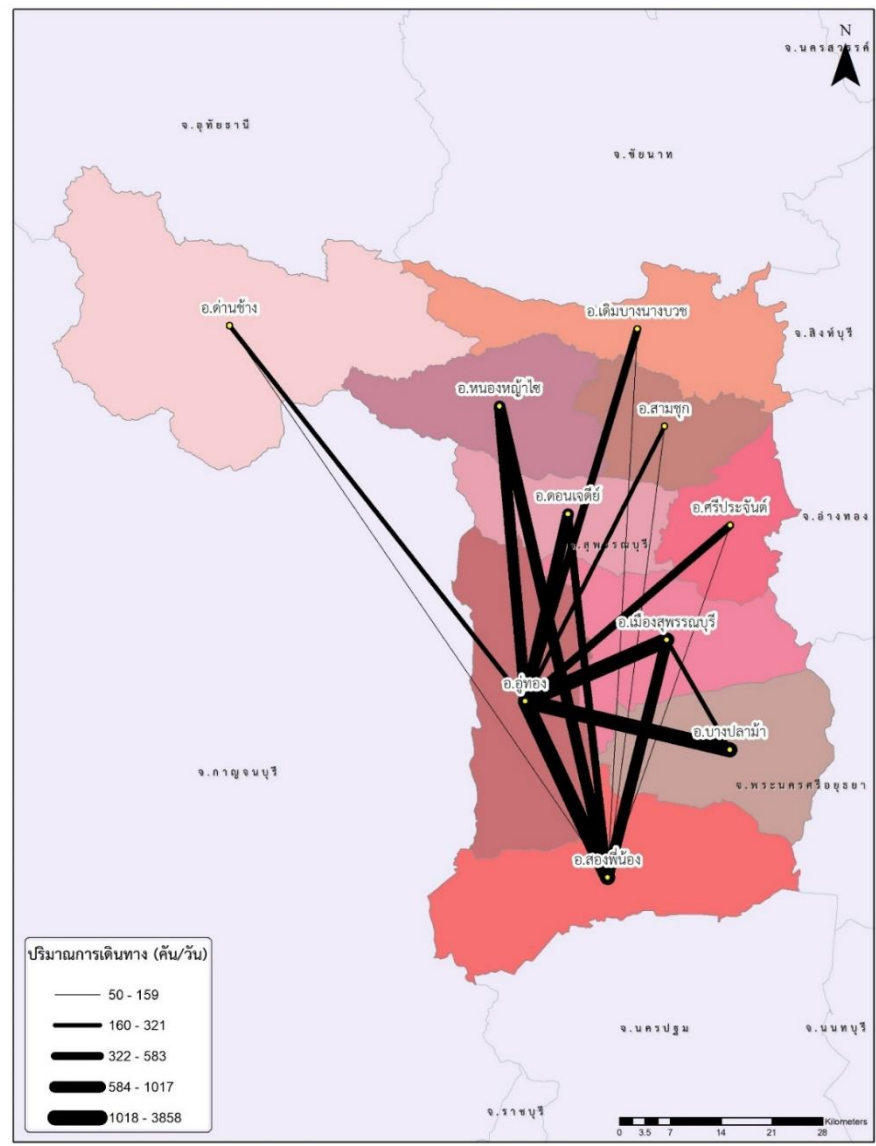 N
จ.นครสวรรค์
จ.อุทัยธานี
จ.ชัยนาท
อ.ด่านช้าง
อ.เดิมบางนางบวช
จ.สิงห์บุรี
อ.หนองหญ้าไซ
อ.สามชุก
อ.ดอนเจดีย์
อ.ศรีประจันต์
จ.อ่างทอง
จ.สุพรรณบุรี
อ.เมืองสุพรรณบุรี
อ.อู่ทอง
อ.บางปลาม้า
จ.กาญจนบุรี
จ.พระนครศรีอยุธยา
อ.สองพี่น้อง
ปริมาณการเดินทาง (คัน/วัน)
50 - 159
160 - 321
322 - 583
584 - 1017
1018 - 3858
จ.นครปฐม
จ.นนทบุรี
จ.ราชบุรี
Kilometers
0 3.5 7 14 21 28